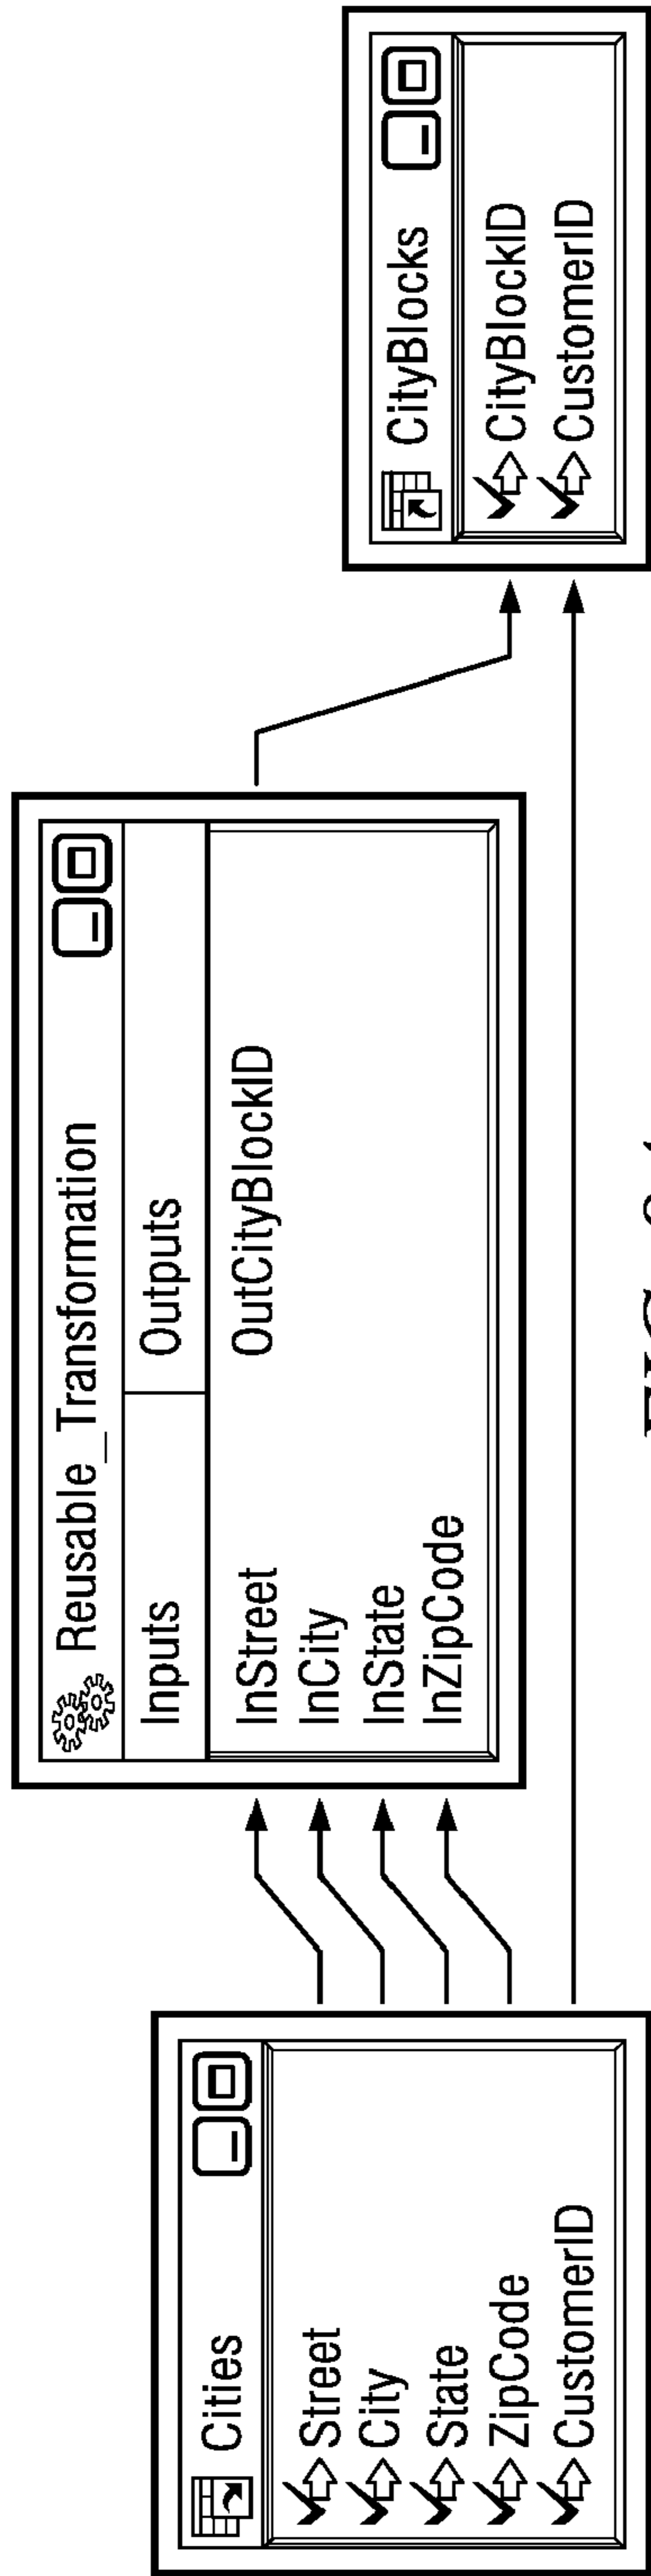 Cities
Street
City
State
ZipCode
CustomerID
Reusable_Transformation
Inputs
Outputs
InStreet
OutCityBlockID
InCity
InState
InZipCode
CityBlocks
CityBlockID
CustomerID